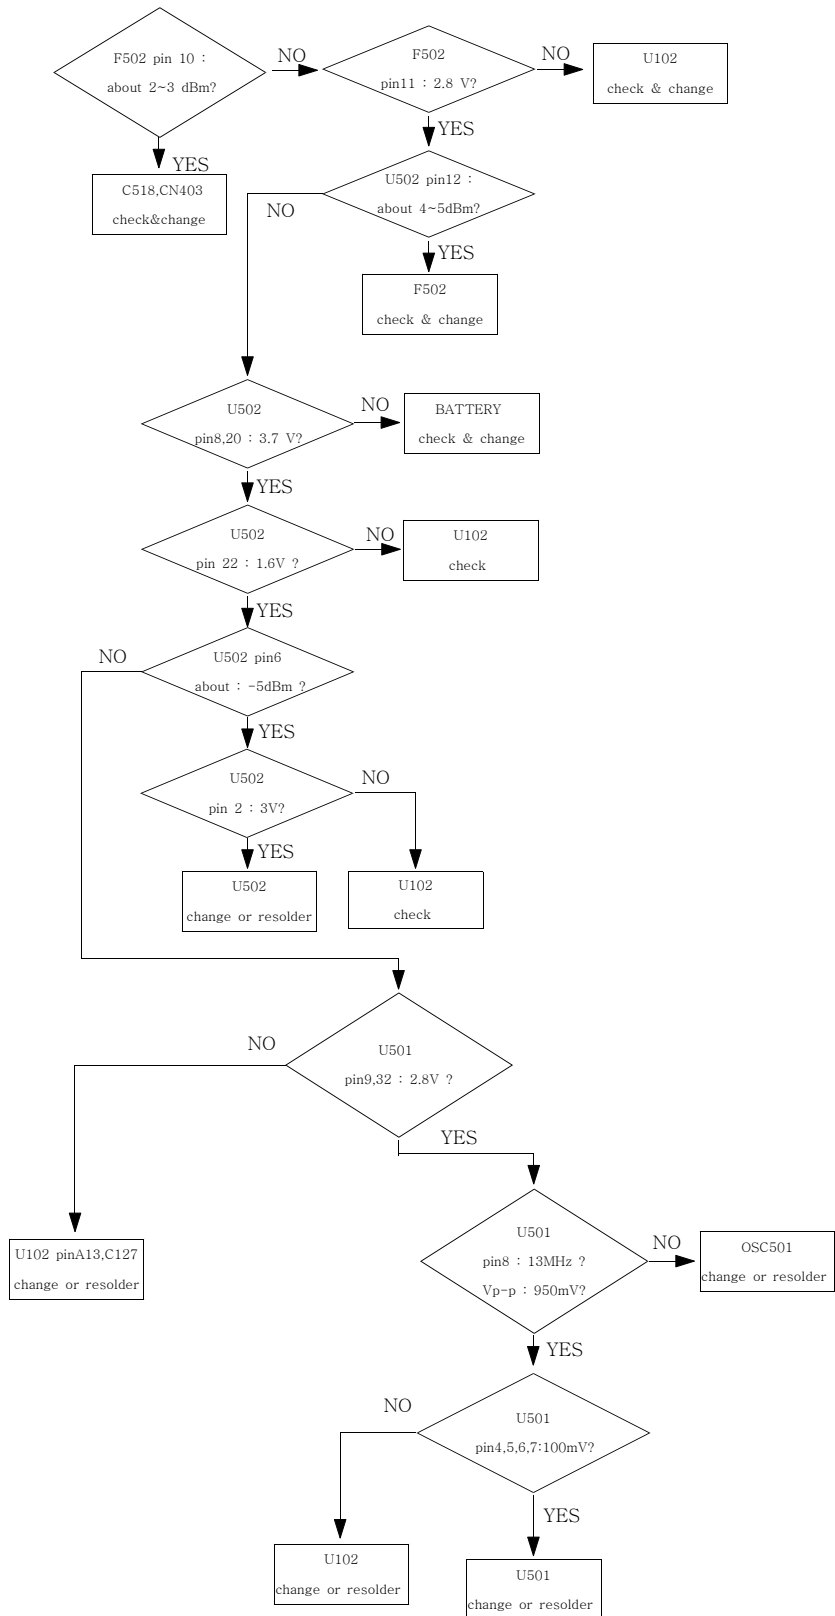 F502 pin 10 :
about 2~3 dBm?
NO
F502
pin11 : 2.8 V?
NO
U102
check & change
YES
YES
C518,CN403
check&change
U502 pin12 :
about 4~5dBm?
NO
YES
F502
check & change
U502
pin8,20 : 3.7 V?
NO
BATTERY
check & change
YES
U502
pin 22 : 1.6V ?
NO
U102
check
YES
NO
U502 pin6
about : -5dBm ?
YES
U502
pin 2 : 3V?
NO
YES
U502
change or resolder
U102
check
NO
U501
pin9,32 : 2.8V ?
YES
U102 pinA13,C127
change or resolder
U501
pin8 : 13MHz ?
Vp-p : 950mV?
NO
OSC501
change or resolder
YES
NO
U501
pin4,5,6,7:100mV?
YES
U102
change or resolder
U501
change or resolder